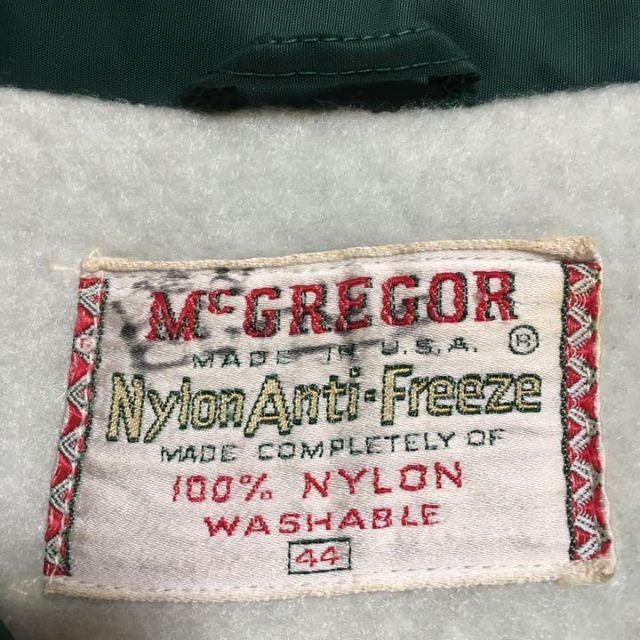 McGREGOR
MADE IN U.S.A. ®
Nylon Anti-Freeze
MADE COMPLETELY OF
100% NYLON
WASHABLE
44